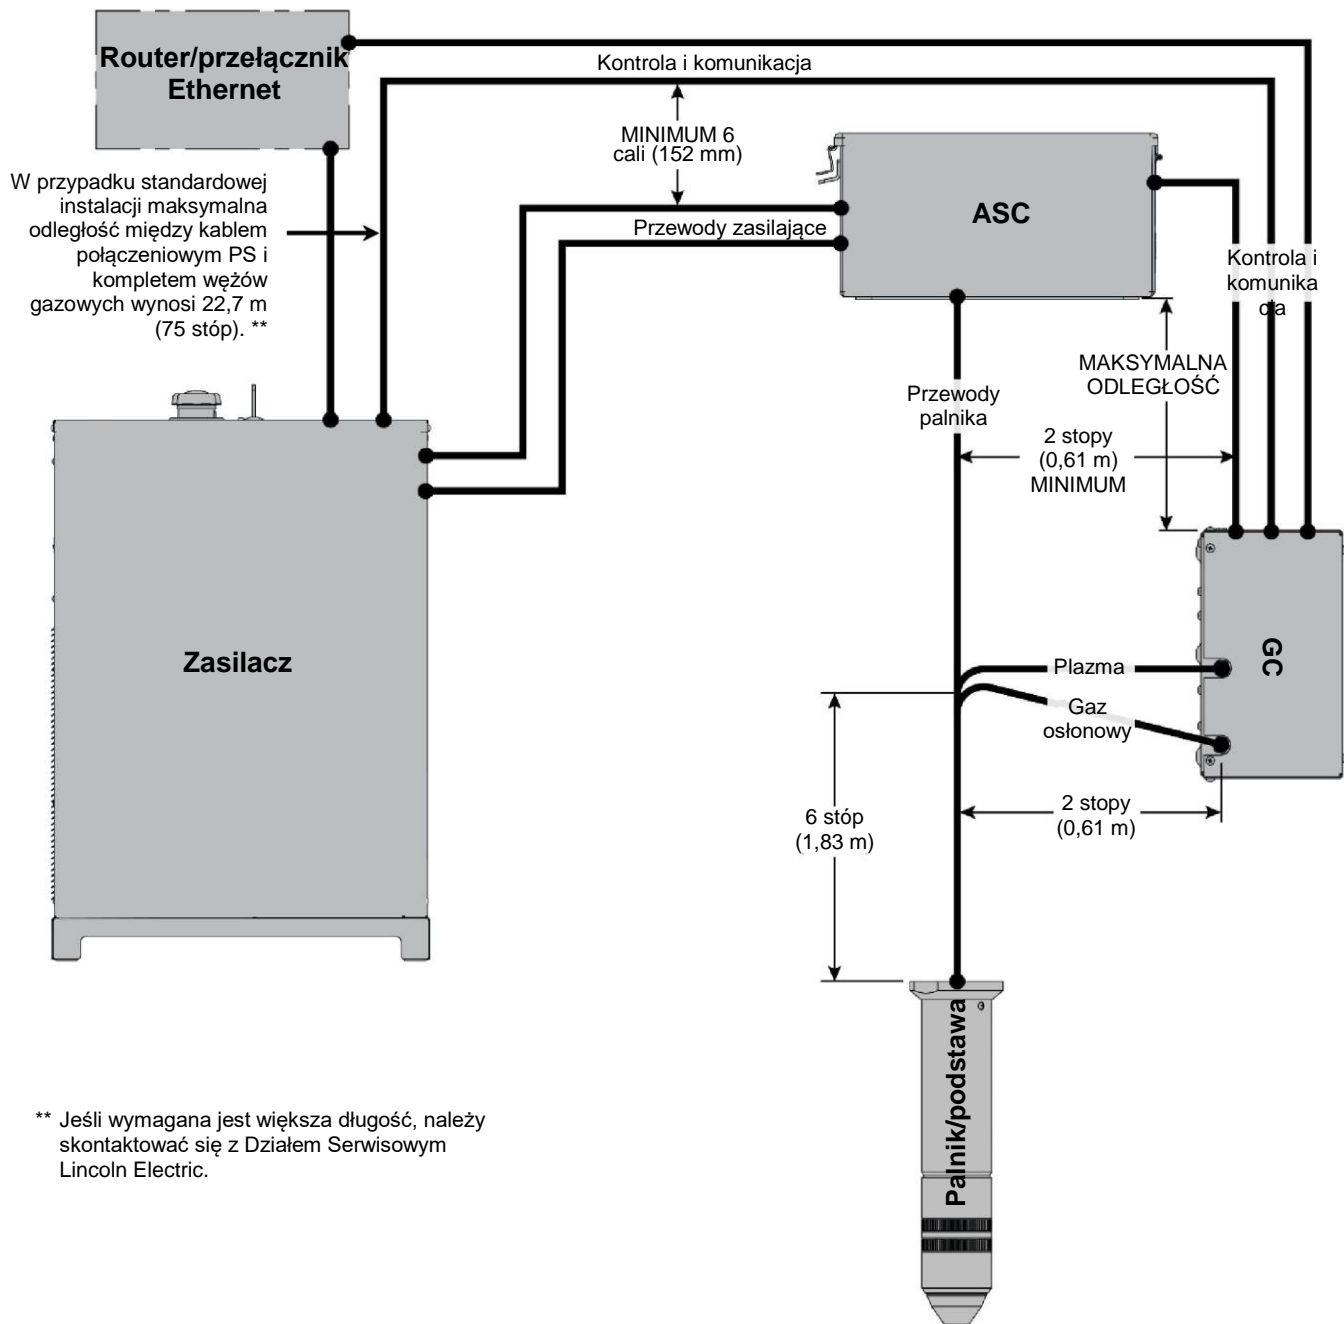 Router/przełącznik
Ethernet
Kontrola i komunikacja
MINIMUM 6
cali (152 mm)
W przypadku standardowej
instalacji maksymalna
odległość między kablem
połączeniowym PS i
kompletem wężów
gazowych wynosi 22,7 m
(75 stóp). **
ASC
Przewody zasilające
Kontrola i
komunika
cja
MAKSYMALNA
ODLEGŁOŚĆ
Przewody
palnika
2 stopy
(0,61 m)
MINIMUM
Zasilacz
GC
Plazma
Gaz
osłonowy
6 stóp
(1,83 m)
2 stopy
(0,61 m)
Palnik/podstawa
** Jeśli wymagana jest większa długość, należy
skontaktować się z Działem Serwisowym
Lincoln Electric.